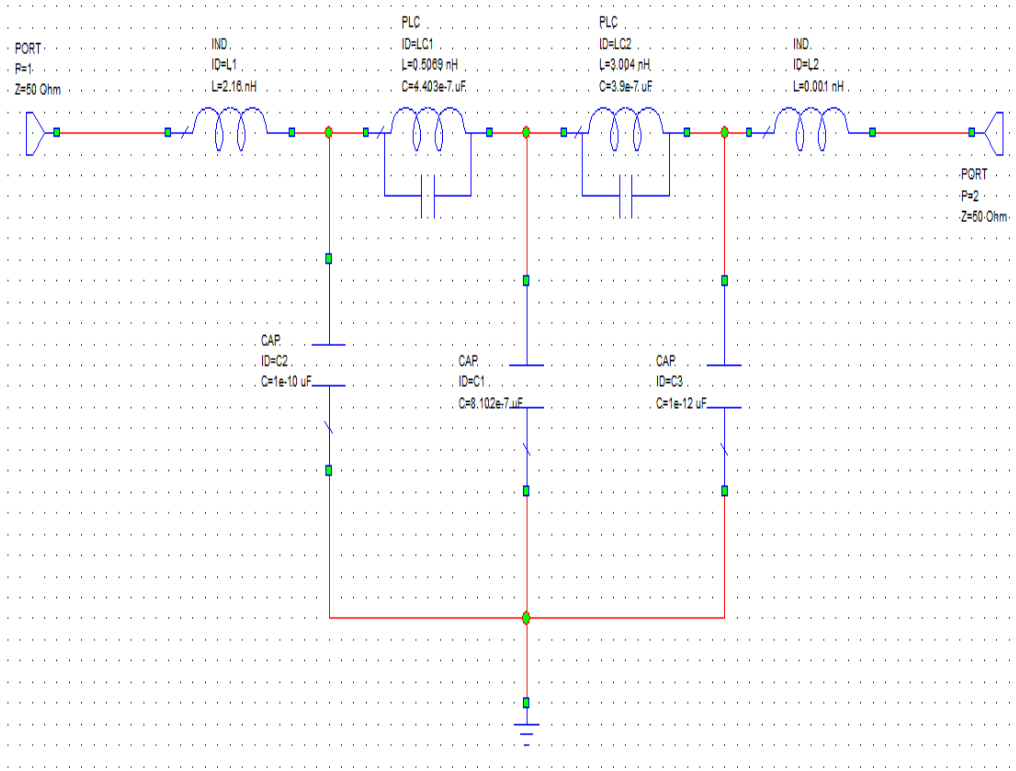 PORT
P=1
Z=50 Ohm
IND
ID=L1
L=2.16 nH
PLC
ID=LC1
L=0.5069 nH
C=4.403e-7 uF
PLC
ID=LC2
L=3.004 nH
C=3.9e-7 uF
IND
ID=L2
L=0.001 nH
PORT
P=2
Z=50 Ohm
CAP
ID=C2
C=1e-10 uF
CAP
ID=C1
C=8.102e-7 uF
CAP
ID=C3
C=1e-12 uF